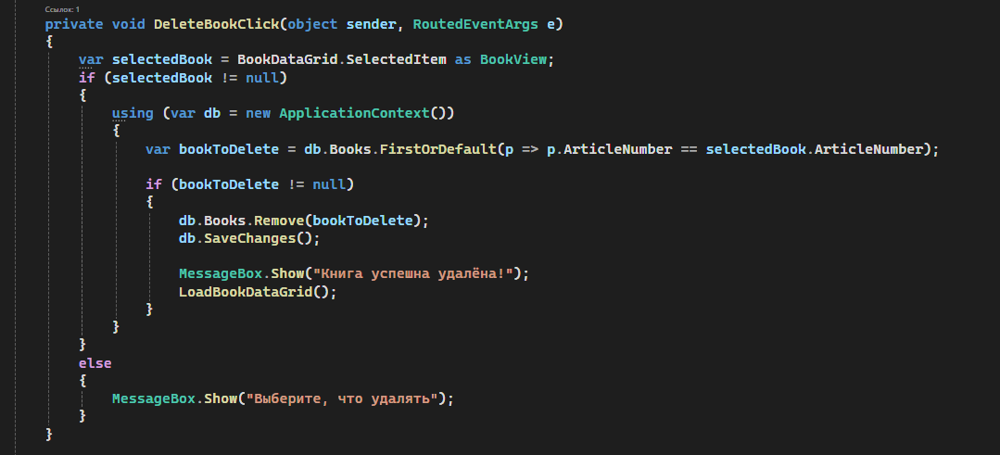 Ссылок: 1
private void DeleteBookClick(object sender, RoutedEventArgs e)
{
var selectedBook = BookDataGrid.SelectedItem as BookView;
if (selectedBook != null)
{
using (var db = new ApplicationContext())
{
var bookToDelete = db.Books.FirstOrDefault(p => p.ArticleNumber == selectedBook.ArticleNumber);
if (bookToDelete != null)
{
db.Books.Remove(bookToDelete);
db.SaveChanges();
MessageBox.Show("Книга успешна удалёна!");
LoadBookDataGrid();
}
}
}
else
{
MessageBox.Show("Выберите, что удалять");
}
}